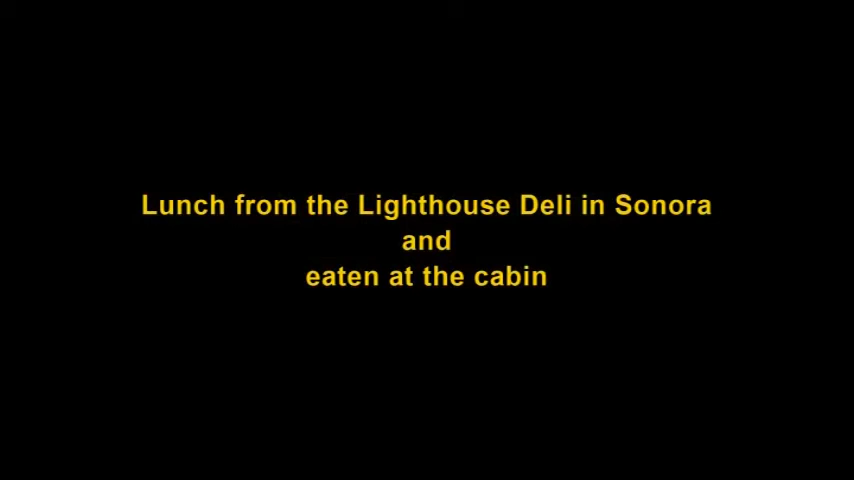 Lunch from the Lighthouse Deli in Sonora
and
eaten at the cabin